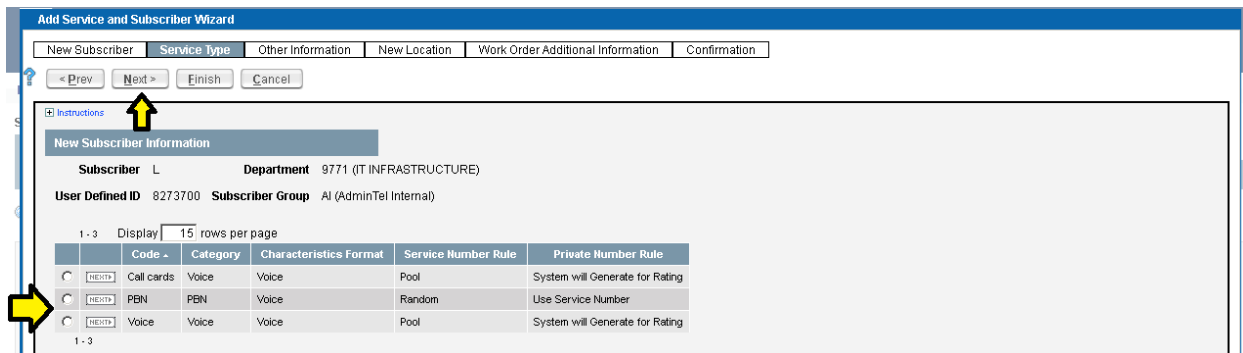 Add Service and Subscriber Wizard
New Subscriber Service Type Other Information New Location Work Order Additional Information Confirmation
? < Prev Next > Finish Cancel
+ Instructions
New Subscriber Information
Subscriber L Department 9771 (IT INFRASTRUCTURE)
User Defined ID 8273700 Subscriber Group AI (AdminTel Internal)
1 - 3 Display 15 rows per page
Code Category Characteristics Format Service Number Rule Private Number Rule
NEXT Call cards Voice Voice Pool System will Generate for Rating
NEXT PBN PBN Voice Random Use Service Number
NEXT Voice Voice Voice Pool System will Generate for Rating
1 - 3